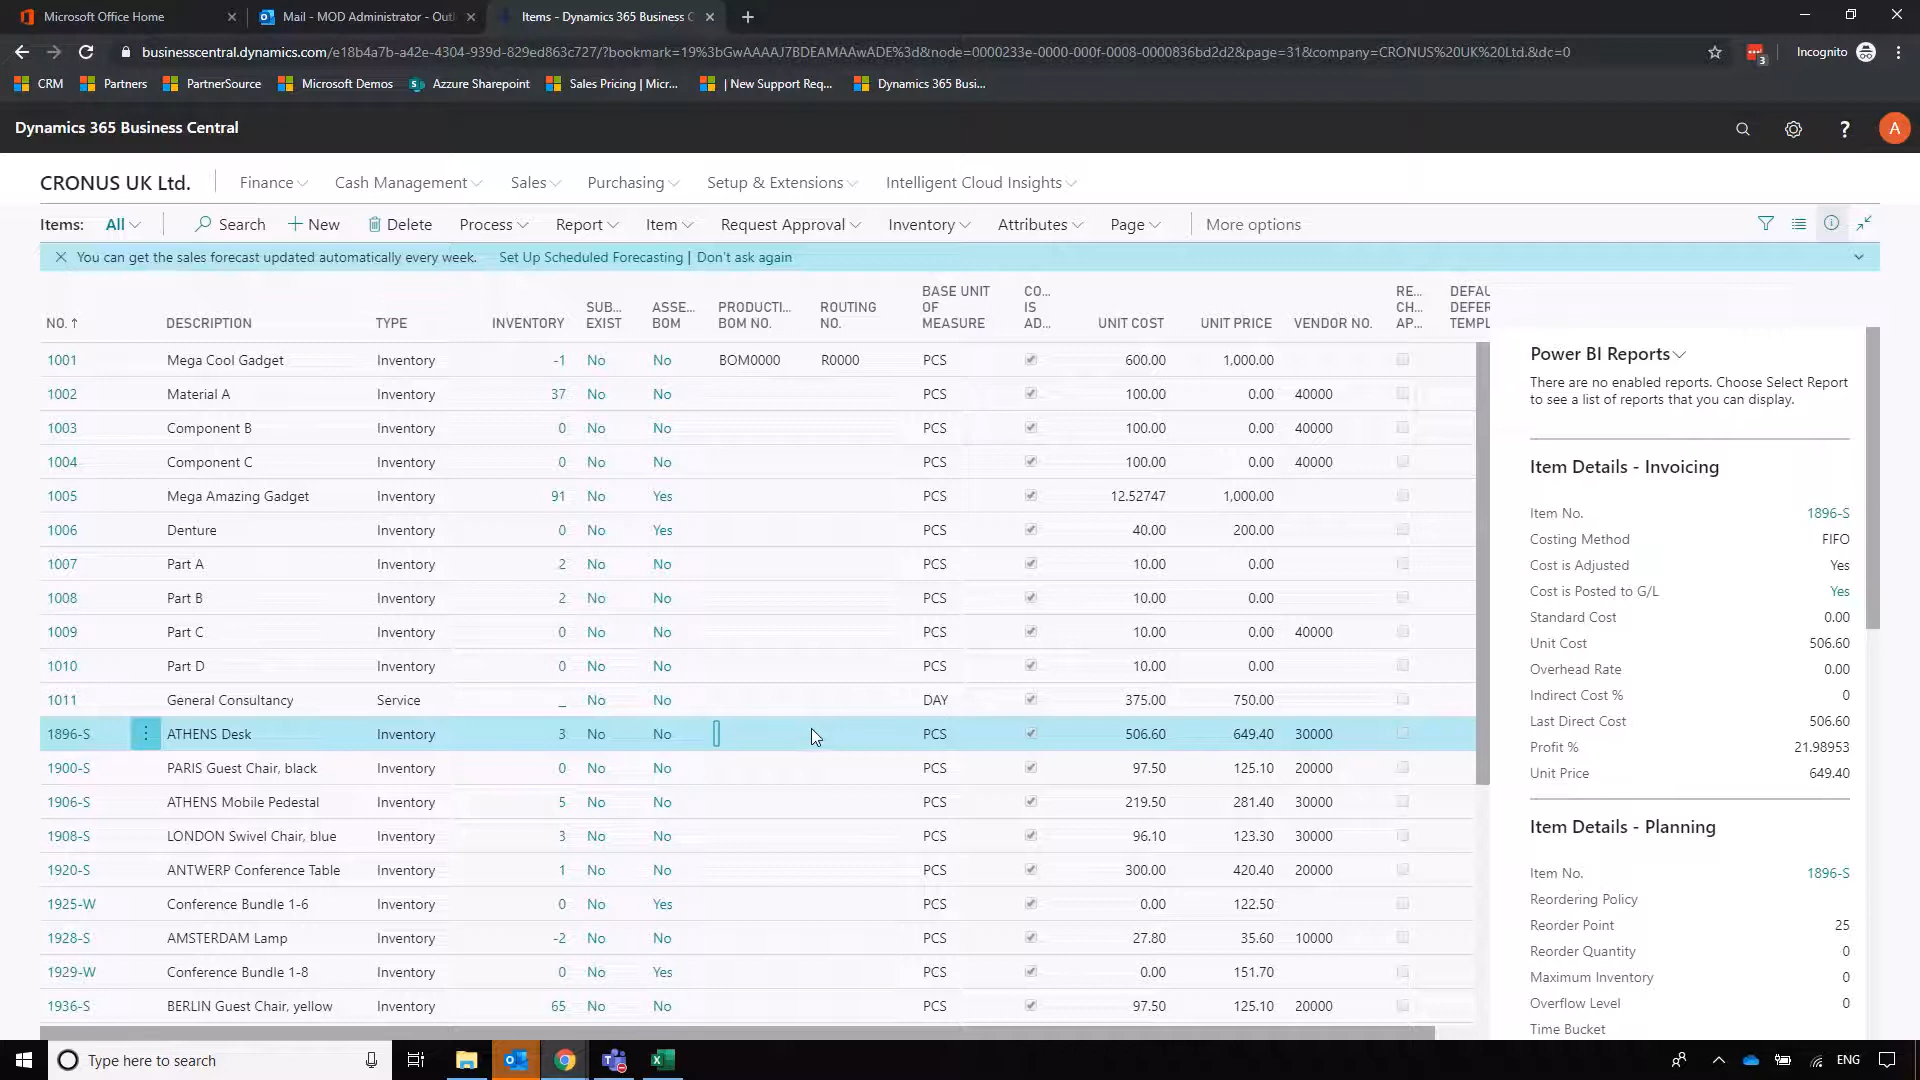 Microsoft Office Home
Mail - MOD Administrator - Outl
Items - Dynamics 365 Business C
businesscentral.dynamics.com/e18b4a7b-a42e-4304-939d-829ed863c727/?bookmark=19%3bGwAAAAJ7BDEAMAAwADE%3d&node=0000233e-0000-000f-0008-0000836bd2d2&page=31&company=CRONUS%20UK%20Ltd.&dc=0
3
Incognito
CRM
Partners
PartnerSource
Microsoft Demos
Azzure Sharepoint
Sales Pricing | Micr...
| New Support Req...
Dynamics 365 Busi...
Dynamics 365 Business Central
?
A
CRONUS UK Ltd.
Finance
Cash Management
Sales
Purchasing
Setup & Extensions
Intelligent Cloud Insights
Items: All
Search
New
Delete
Process
Report
Item
Request Approval
Inventory
Attributes
Page
More options
You can get the sales forecast updated automatically every week. Set Up Scheduled Forecasting | Don't ask again
NO. ↑
DESCRIPTION
TYPE
INVENTORY
SUB... EXIST
ASSE... BOM
PRODUCTI... BOM NO.
ROUTING NO.
BASE UNIT OF MEASURE
CO... IS AD...
UNIT COST
UNIT PRICE
VENDOR NO.
RE... CH... AP...
DEFAU DEFER TEMPL
1001 Mega Cool Gadget Inventory -1 No No BOM0000 R0000 PCS 600.00 1,000.00
1002 Material A Inventory 37 No No PCS 100.00 0.00 40000
1003 Component B Inventory 0 No No PCS 100.00 0.00 40000
1004 Component C Inventory 0 No No PCS 100.00 0.00 40000
1005 Mega Amazing Gadget Inventory 91 No Yes PCS 12.52747 1,000.00
1006 Denture Inventory 0 No Yes PCS 40.00 200.00
1007 Part A Inventory 2 No No PCS 10.00 0.00
1008 Part B Inventory 2 No No PCS 10.00 0.00
1009 Part C Inventory 0 No No PCS 10.00 0.00 40000
1010 Part D Inventory 0 No No PCS 10.00 0.00
1011 General Consultancy Service _ No No DAY 375.00 750.00
1896-S ATHENS Desk Inventory 3 No No PCS 506.60 649.40 30000
1900-S PARIS Guest Chair, black Inventory 0 No No PCS 97.50 125.10 20000
1906-S ATHENS Mobile Pedestal Inventory 5 No No PCS 219.50 281.40 30000
1908-S LONDON Swivel Chair, blue Inventory 3 No No PCS 96.10 123.30 30000
1920-S ANTWERP Conference Table Inventory 1 No No PCS 300.00 420.40 20000
1925-W Conference Bundle 1-6 Inventory 0 No Yes PCS 0.00 122.50
1928-S AMSTERDAM Lamp Inventory -2 No No PCS 27.80 35.60 10000
1929-W Conference Bundle 1-8 Inventory 0 No Yes PCS 0.00 151.70
1936-S BERLIN Guest Chair, yellow Inventory 65 No No PCS 97.50 125.10 20000
Power BI Reports
There are no enabled reports. Choose Select Report
to see a list of reports that you can display.
Item Details - Invoicing
Item No. 1896-S
Costing Method FIFO
Cost is Adjusted Yes
Cost is Posted to G/L Yes
Standard Cost 0.00
Unit Cost 506.60
Overhead Rate 0.00
Indirect Cost % 0
Last Direct Cost 506.60
Profit % 21.98953
Unit Price 649.40
Item Details - Planning
Item No. 1896-S
Reordering Policy
Reorder Point 25
Reorder Quantity 0
Maximum Inventory 0
Overflow Level 0
Time Bucket
Type here to search
ENG